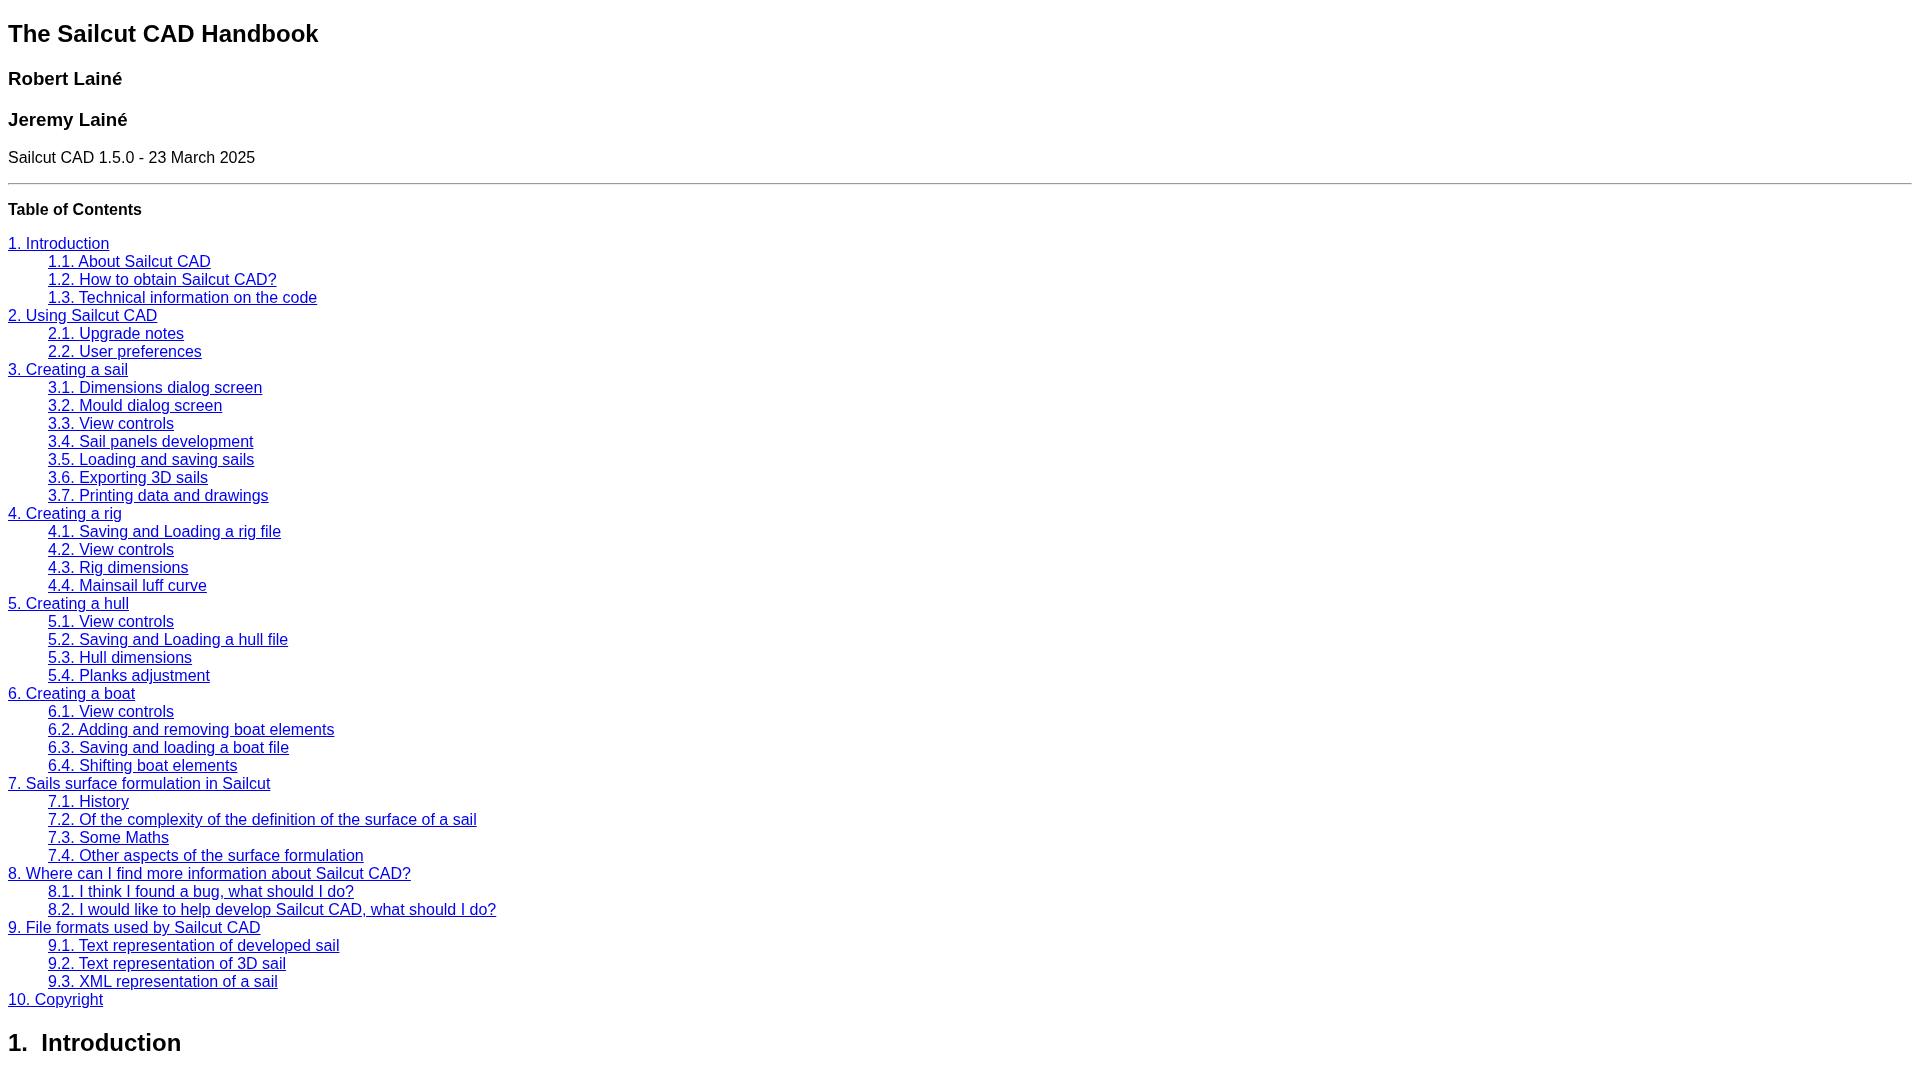 The Sailcut CAD Handbook
Robert Lainé
Jeremy Lainé
Sailcut CAD 1.5.0 - 23 March 2025
Table of Contents
1. Introduction
1.1. About Sailcut CAD
1.2. How to obtain Sailcut CAD?
1.3. Technical information on the code
2. Using Sailcut CAD
2.1. Upgrade notes
2.2. User preferences
3. Creating a sail
3.1. Dimensions dialog screen
3.2. Mould dialog screen
3.3. View controls
3.4. Sail panels development
3.5. Loading and saving sails
3.6. Exporting 3D sails
3.7. Printing data and drawings
4. Creating a rig
4.1. Saving and Loading a rig file
4.2. View controls
4.3. Rig dimensions
4.4. Mainsail luff curve
5. Creating a hull
5.1. View controls
5.2. Saving and Loading a hull file
5.3. Hull dimensions
5.4. Planks adjustment
6. Creating a boat
6.1. View controls
6.2. Adding and removing boat elements
6.3. Saving and loading a boat file
6.4. Shifting boat elements
7. Sails surface formulation in Sailcut
7.1. History
7.2. Of the complexity of the definition of the surface of a sail
7.3. Some Maths
7.4. Other aspects of the surface formulation
8. Where can I find more information about Sailcut CAD?
8.1. I think I found a bug, what should I do?
8.2. I would like to help develop Sailcut CAD, what should I do?
9. File formats used by Sailcut CAD
9.1. Text representation of developed sail
9.2. Text representation of 3D sail
9.3. XML representation of a sail
10. Copyright
1. Introduction